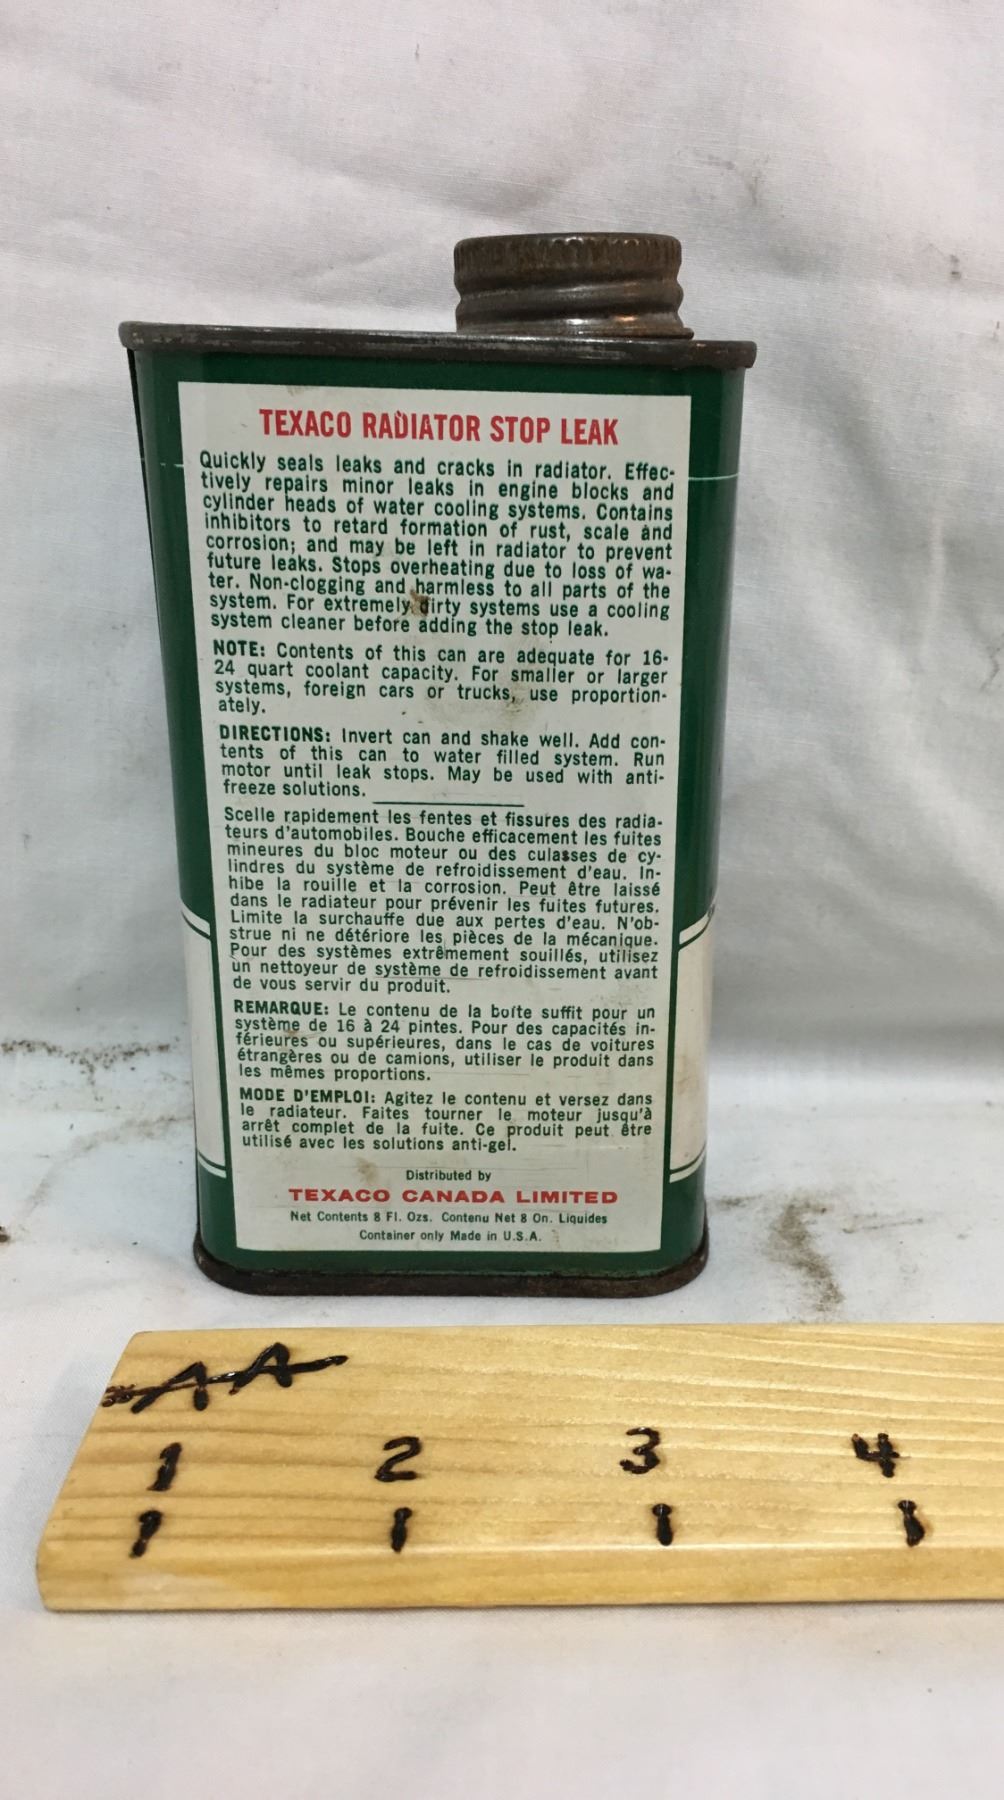 TEXACO RADIATOR STOP LEAK
Quickly seals leaks and cracks in radiator. Effec-
tively repairs minor leaks in engine blocks and
cylinder heads of water cooling systems. Contains
inhibitors to retard formation of rust, scale and
corrosion; and may be left in radiator to prevent
future leaks. Stops overheating due to loss of wa-
ter. Non-clogging and harmless to all parts of the
system. For extremely dirty systems use a cooling
system cleaner before adding the stop leak.
NOTE: Contents of this can are adequate for 16-
24 quart coolant capacity. For smaller or larger
systems, foreign cars or trucks, use proportion-
ately.
DIRECTIONS: Invert can and shake well. Add con-
tents of this can to water filled system. Run
motor until leak stops. May be used with anti-
freeze solutions.
Scelle rapidement les fentes et fissures des radia-
teurs d'automobiles. Bouche efficacement les fuites
mineures du bloc moteur ou des culasses de cy-
lindres du système de refroidissement d'eau. In-
hibe la rouille et la corrosion. Peut être laissé
dans le radiateur pour prévenir les fuites futures.
Limite la surchauffe due aux pertes d'eau. N'ob-
strue ni ne détériore les pièces de la mécanique.
Pour des systèmes extrêmement souillés, utilisez
un nettoyeur de système de refroidissement avant
de vous servir du produit.
REMARQUE: Le contenu de la boîte suffit pour un
système de 16 à 24 pintes. Pour des capacités in-
férieures ou supérieures, dans le cas de voitures
étrangères ou de camions, utiliser le produit dans
les mêmes proportions.
MODE D'EMPLOI: Agitez le contenu et versez dans
le radiateur. Faites tourner le moteur jusqu'à
arrêt complet de la fuite. Ce produit peut être
utilisé avec les solutions anti-gel.
Distributed by
TEXACO CANADA LIMITED
Net Contents 8 Fl. Ozs. Contenu Net 8 On. Liquides
Container only Made in U.S.A.
AA
1 2 3 4